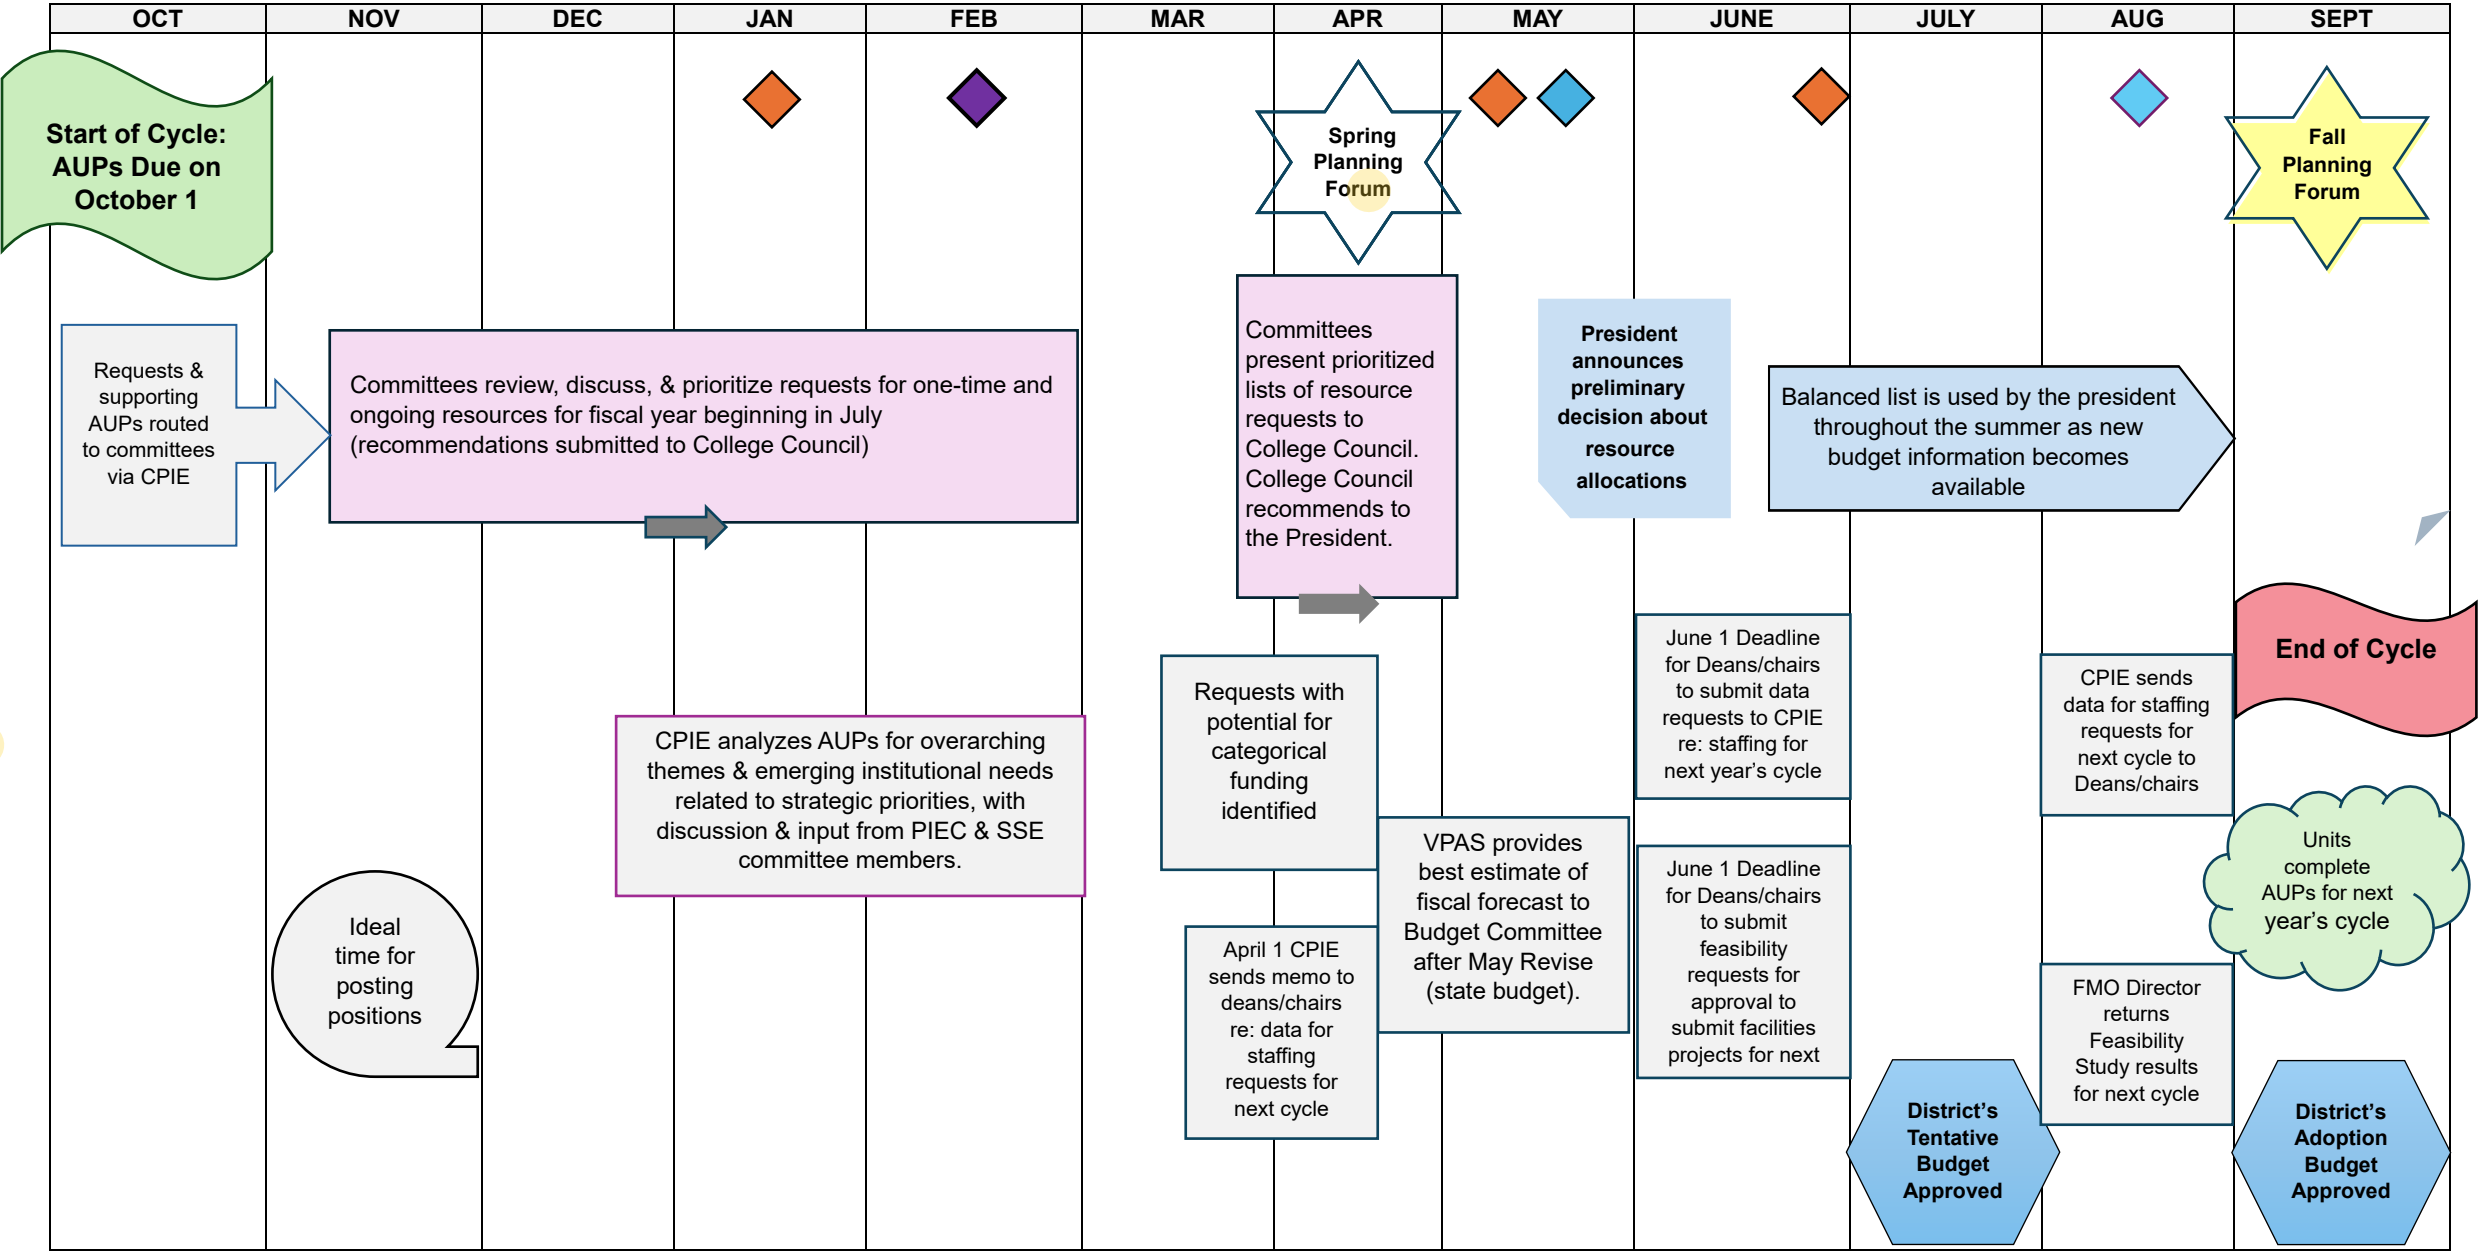 OCT NOV DEC JAN FEB MAR APR MAY JUNE JULY AUG SEPT
Start of Cycle:
AUPs Due on
October 1
Spring
Planning
Forum
Fall
Planning
Forum
Requests &
supporting
AUPs routed
to committees
via CPIE
Committees review, discuss, & prioritize requests for one-time and
ongoing resources for fiscal year beginning in July
(recommendations submitted to College Council)
Committees
present prioritized
lists of resource
requests to
College Council.
College Council
recommends to
the President.
President
announces
preliminary
decision about
resource
allocations
Balanced list is used by the president
throughout the summer as new
budget information becomes
available
End of Cycle
CPIE analyzes AUPs for overarching
themes & emerging institutional needs
related to strategic priorities, with
discussion & input from PIEC & SSE
committee members.
Requests with
potential for
categorical
funding
identified
June 1 Deadline
for Deans/chairs
to submit data
requests to CPIE
re: staffing for
next year’s cycle
CPIE sends
data for staffing
requests for
next cycle to
Deans/chairs
Ideal
time for
posting
positions
April 1 CPIE
sends memo to
deans/chairs
re: data for
staffing
requests for
next cycle
VPAS provides
best estimate of
fiscal forecast to
Budget Committee
after May Revise
(state budget).
June 1 Deadline
for Deans/chairs
to submit
feasibility
requests for
approval to
submit facilities
projects for next
Units
complete
AUPs for next
year’s cycle
FMO Director
returns
Feasibility
Study results
for next cycle
District’s
Tentative
Budget
Approved
District’s
Adoption
Budget
Approved